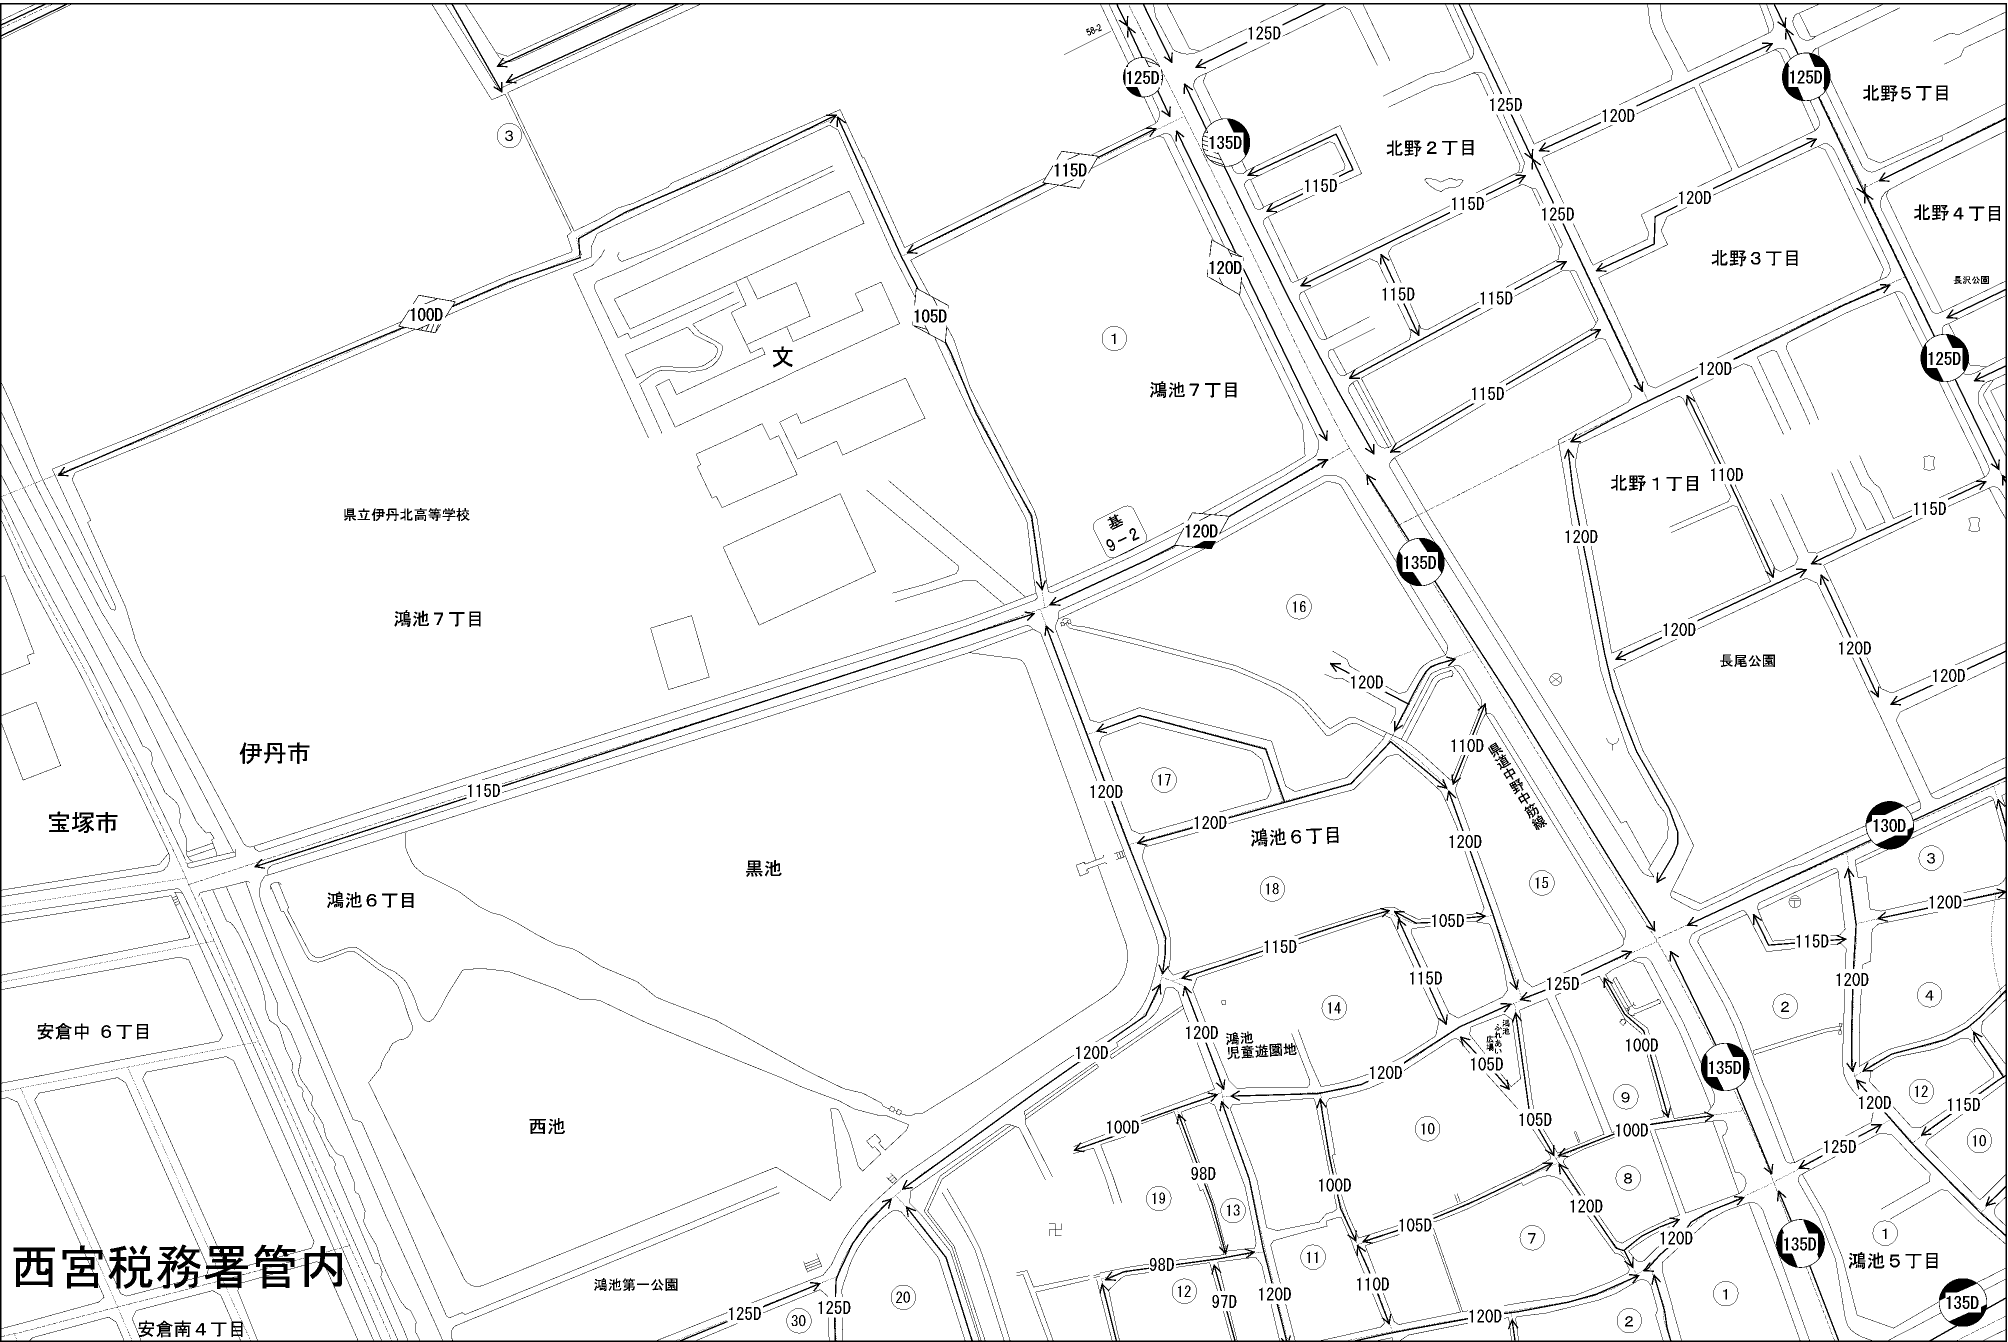 58-2
125D
125D
125D
北野５丁目
③
135D
125D
120D
北野２丁目
115D
115D
115D
120D
北野４丁目
125D
120D
北野３丁目
長沢公園
100D
105D
120D
115D
115D
①
文
125D
120D
鴻池７丁目
115D
北野１丁目
110D
県立伊丹北高等学校
基
9－2
120D
115D
120D
135D
鴻池７丁目
⑯
120D
120D
長尾公園
120D
120D
110D
県道中野中筋線
伊丹市
115D
120D
⑰
宝塚市
120D
鴻池６丁目
120D
130D
③
黒池
鴻池６丁目
⑱
⑮
120D
105D
115D
115D
115D
125D
120D
④
②
⑭
安倉中 ６丁目
120D
鴻池
児童遊園地
鴻池
ふれあい
広場
100D
120D
105D
120D
135D
⑨
⑫
120D
115D
西池
100D
⑩
105D
100D
⑩
125D
98D
100D
⑧
⑲
⑬
120D
105D
⑦
120D
①
135D
西宮税務署管内
⑪
98D
鴻池５丁目
鴻池第一公園
110D
⑫
97D
120D
⑳
①
135D
125D
㉚
125D
120D
②
安倉南４丁目